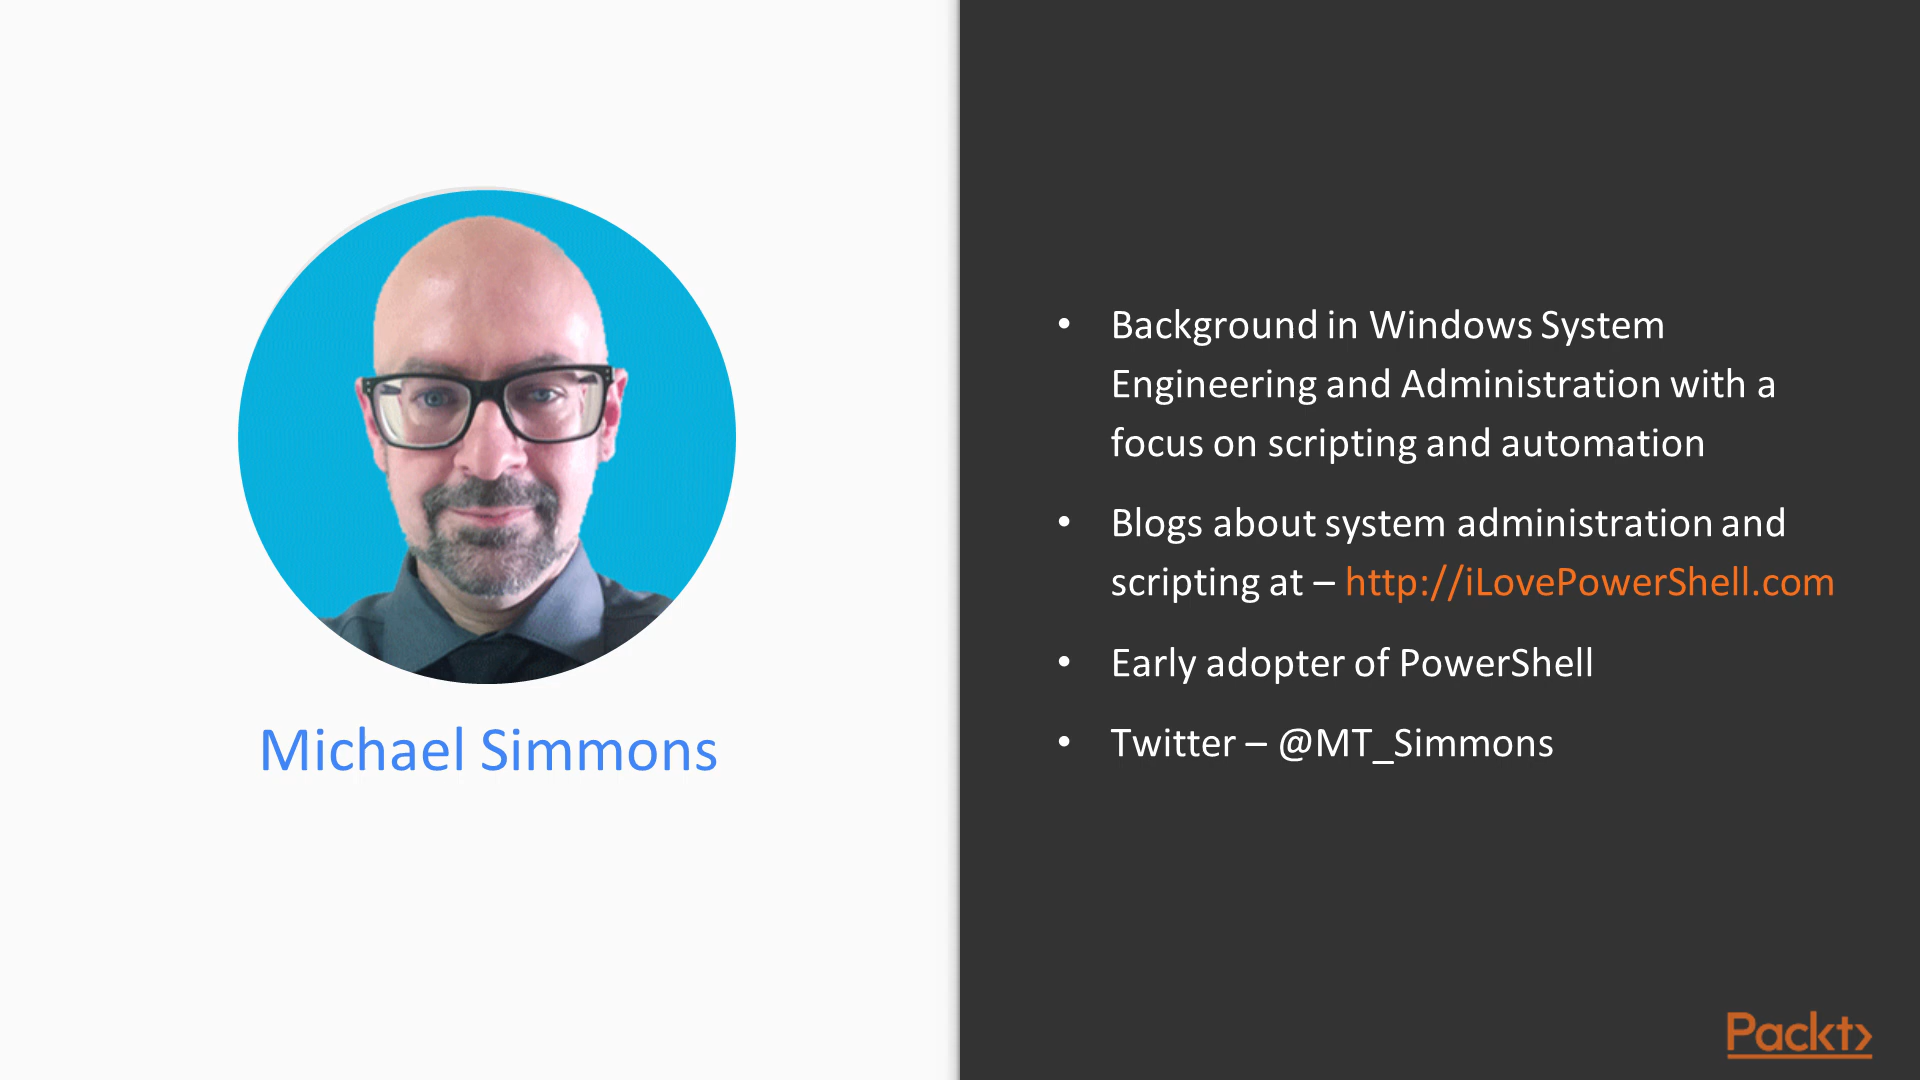 Michael Simmons
• Background in Windows System
Engineering and Administration with a
focus on scripting and automation
• Blogs about system administration and
scripting at – http://iLovePowerShell.com
• Early adopter of PowerShell
• Twitter – @MT_Simmons
Packt>